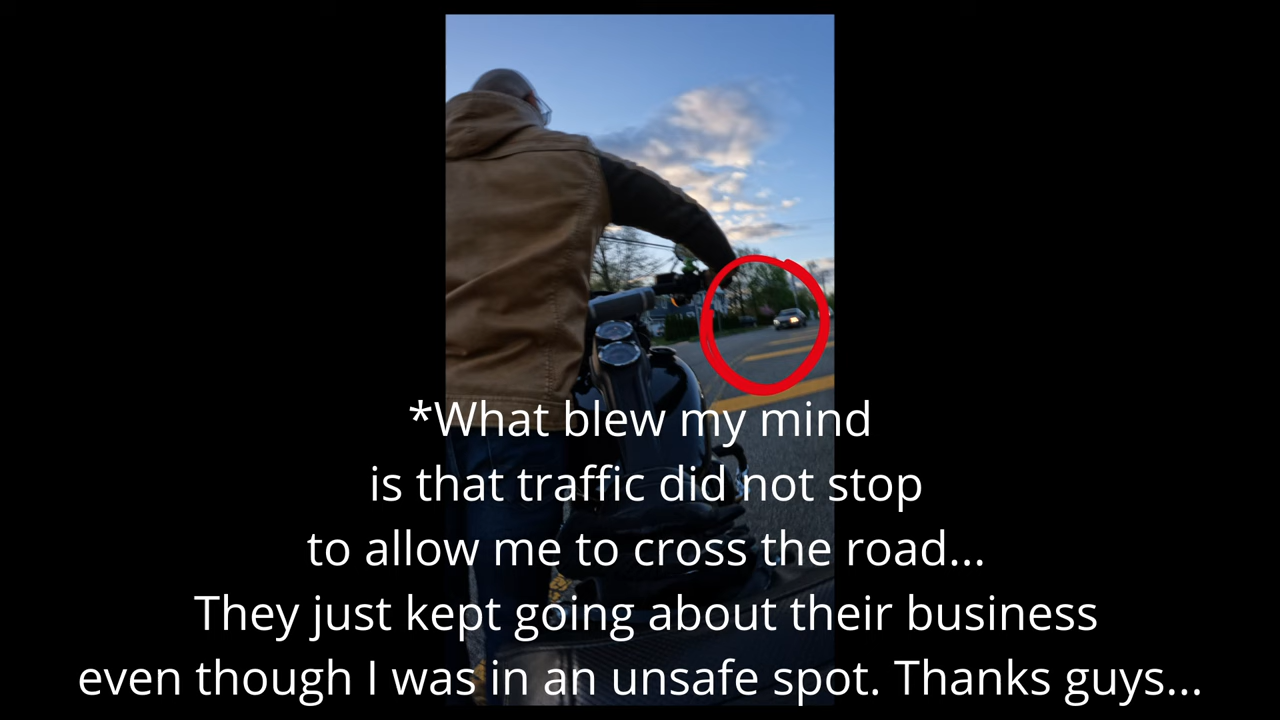 *What blew my mind
is that traffic did not stop
to allow me to cross the road...
They just kept going about their business
even though I was in an unsafe spot. Thanks guys...